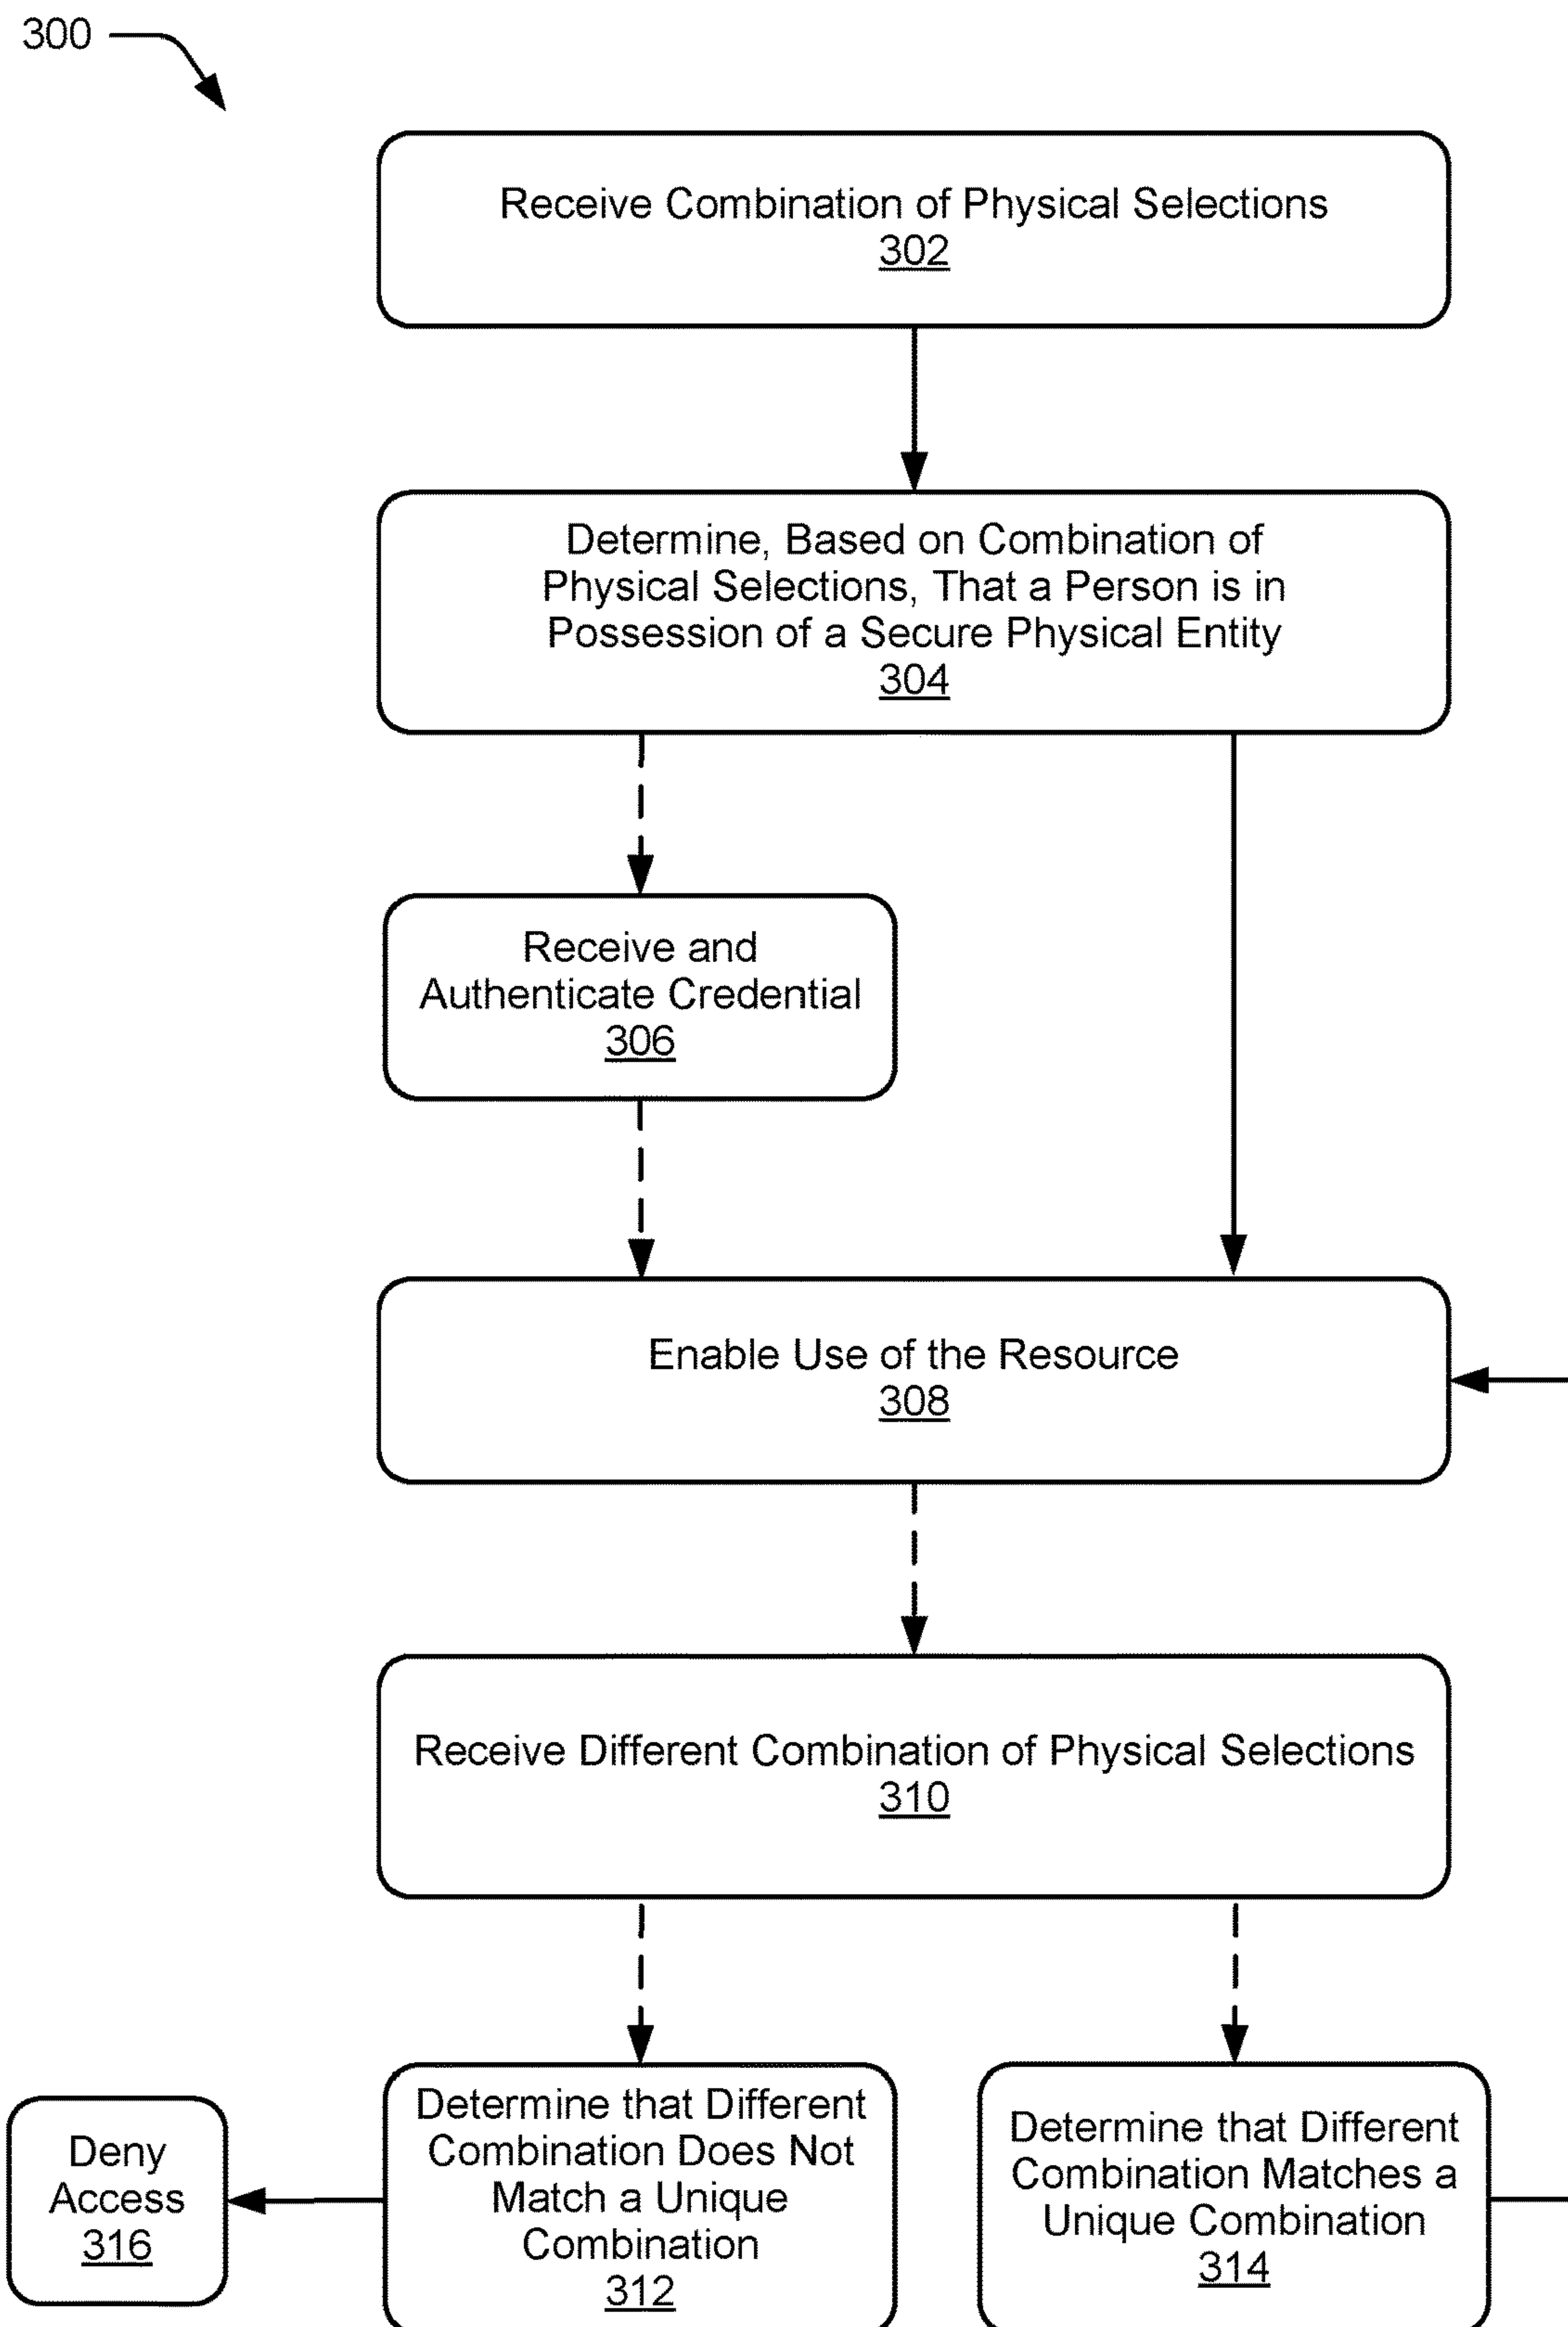 300
Receive Combination of Physical Selections
302
Determine, Based on Combination of
Physical Selections, That a Person is in
Possession of a Secure Physical Entity
304
Receive and
Authenticate Credential
306
Enable Use of the Resource
308
Receive Different Combination of Physical Selections
310
Deny
Access
316
Determine that Different
Combination Does Not
Match a Unique
Combination
312
Determine that Different
Combination Matches a
Unique Combination
314